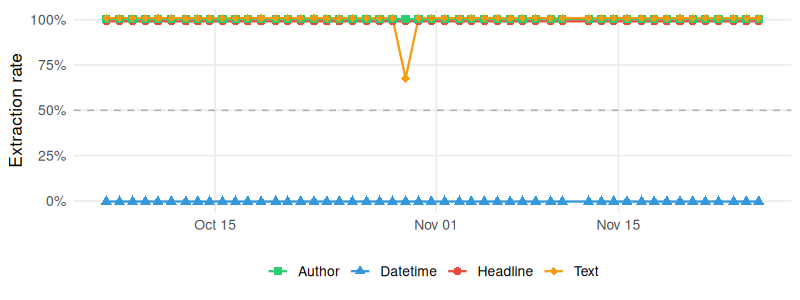 100%
75%
Extraction rate
50%
25%
0%
Oct 15 Nov 01 Nov 15
Author Datetime Headline Text